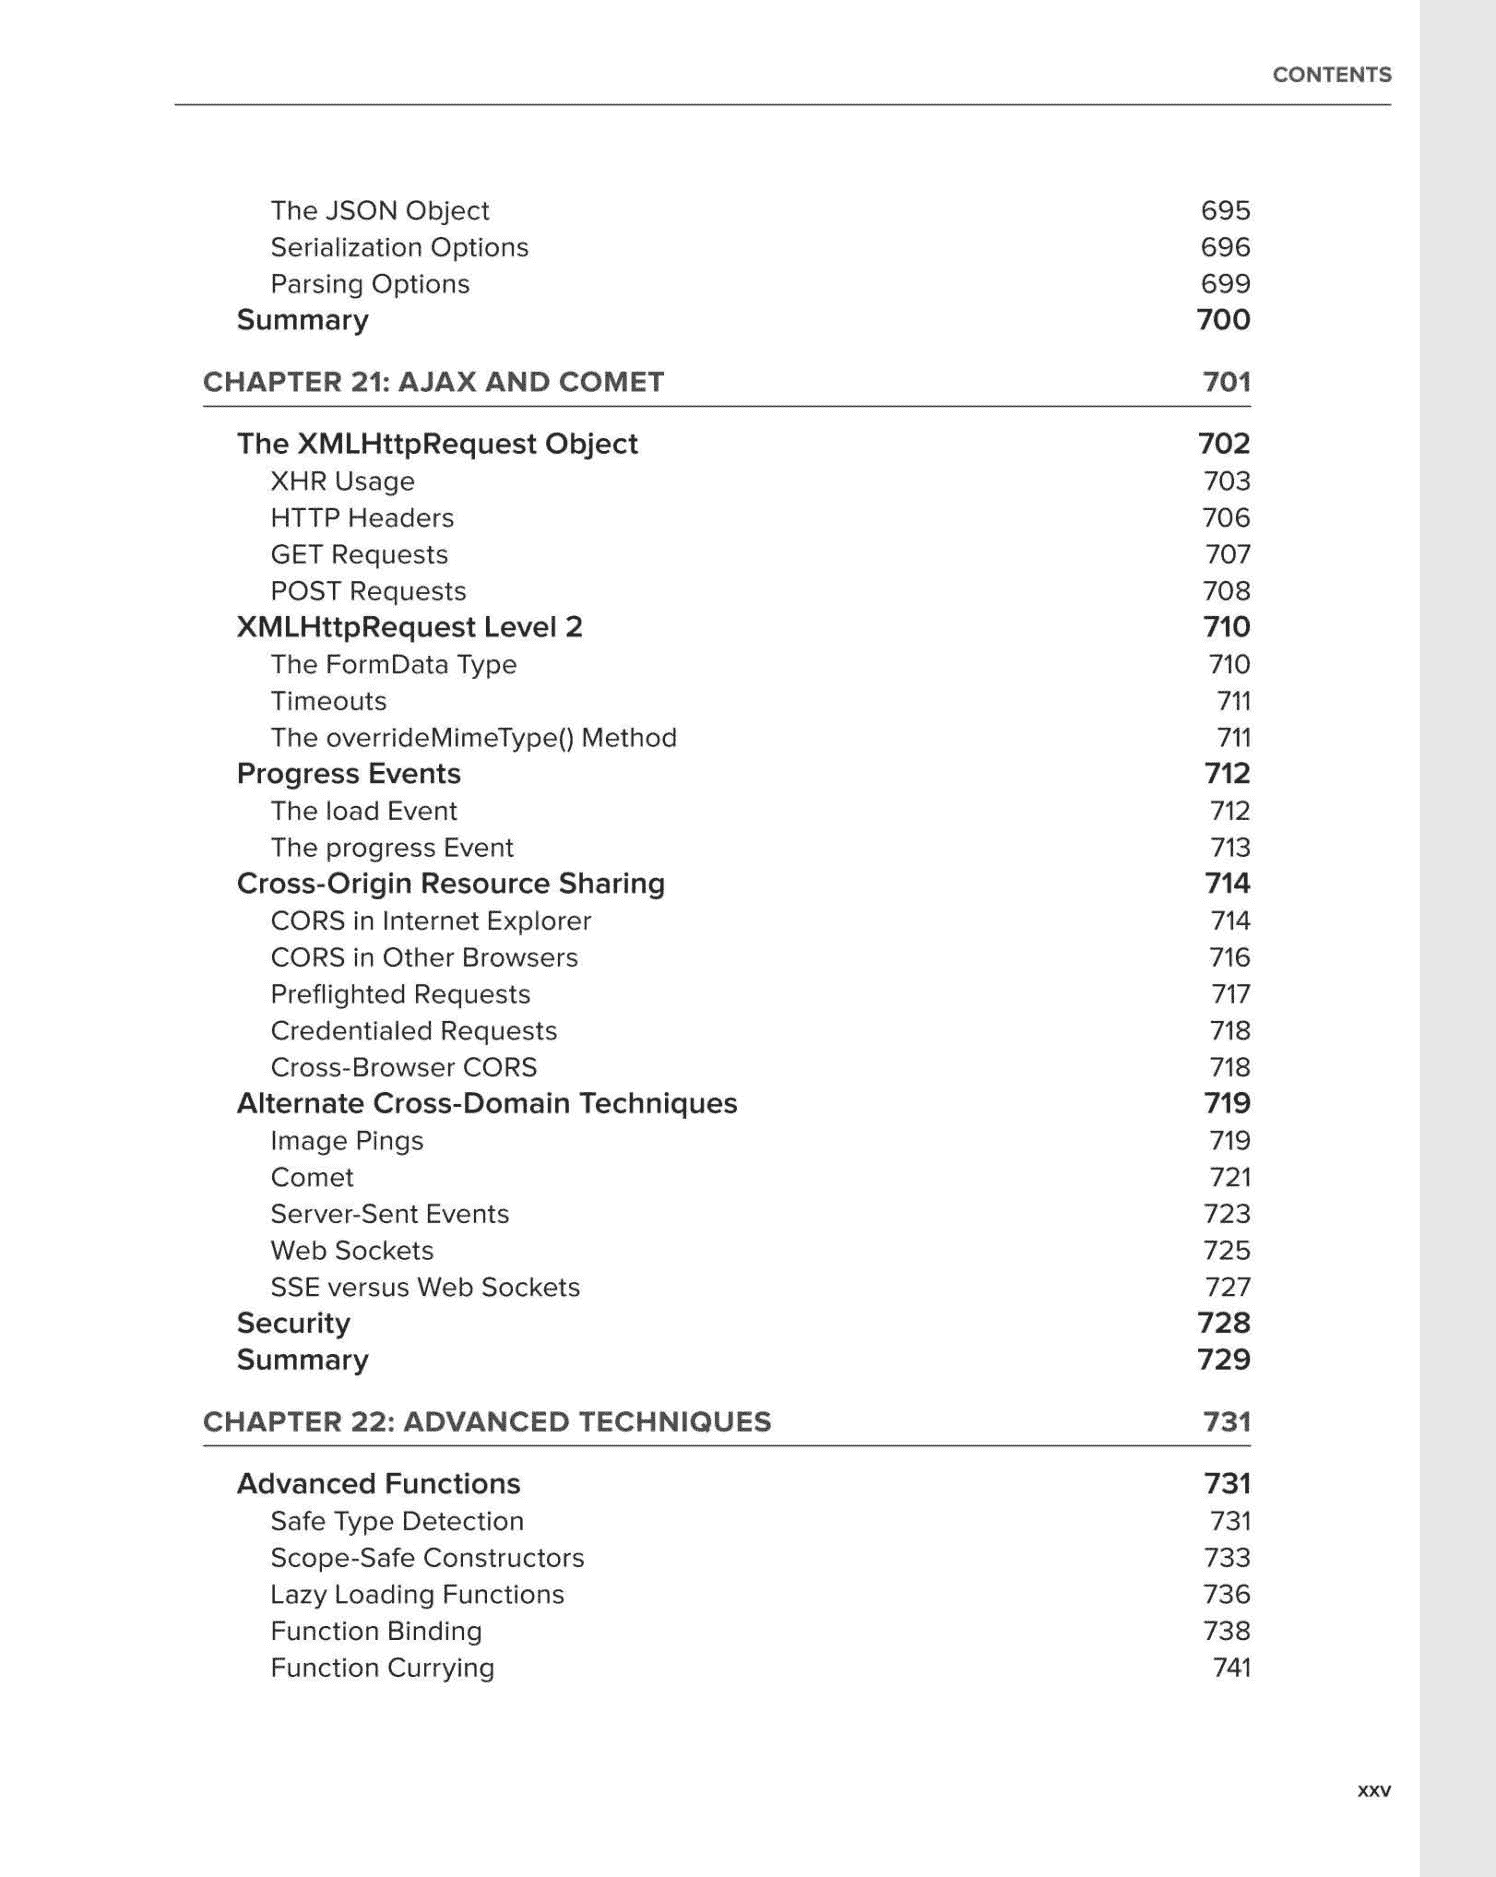 CONTENTS
The JSON Object 695
Serialization Options 696
Parsing Options 699
Summary 700
CHAPTER 21: AJAX AND COMET 701
The XMLHttpRequest Object 702
XHR Usage 703
HTTP Headers 706
GET Requests 707
POST Requests 708
XMLHttpRequest Level 2 710
The FormData Type 710
Timeouts 711
The overrideMimeType() Method 711
Progress Events 712
The load Event 712
The progress Event 713
Cross-Origin Resource Sharing 714
CORS in Internet Explorer 714
CORS in Other Browsers 716
Preflighted Requests 717
Credentialed Requests 718
Cross-Browser CORS 718
Alternate Cross-Domain Techniques 719
Image Pings 719
Comet 721
Server-Sent Events 723
Web Sockets 725
SSE versus Web Sockets 727
Security 728
Summary 729
CHAPTER 22: ADVANCED TECHNIQUES 731
Advanced Functions 731
Safe Type Detection 731
Scope-Safe Constructors 733
Lazy Loading Functions 736
Function Binding 738
Function Currying 741
xxv